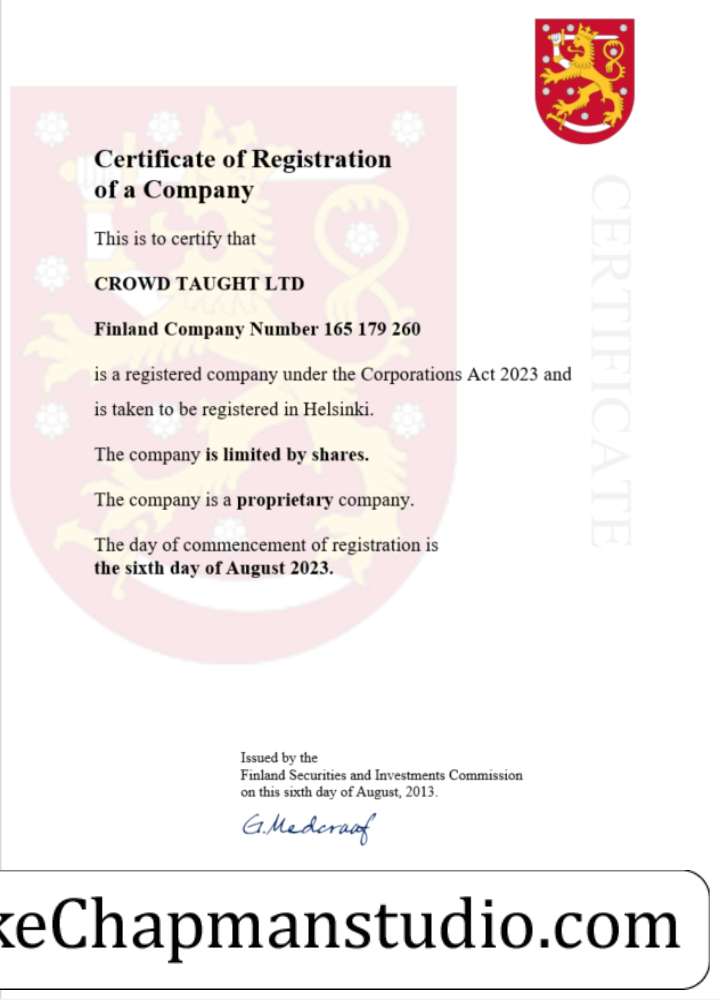 Certificate of Registration
of a Company
This is to certify that
CROWD TAUGHT LTD
Finland Company Number 165 179 260
is a registered company under the Corporations Act 2023 and
is taken to be registered in Helsinki.
The company is limited by shares.
The company is a proprietary company.
The day of commencement of registration is
the sixth day of August 2023.
CERTIFICATE
Issued by the
Finland Securities and Investments Commission
on this sixth day of August, 2013.
G.Medcraaf
keChapmanstudio.com